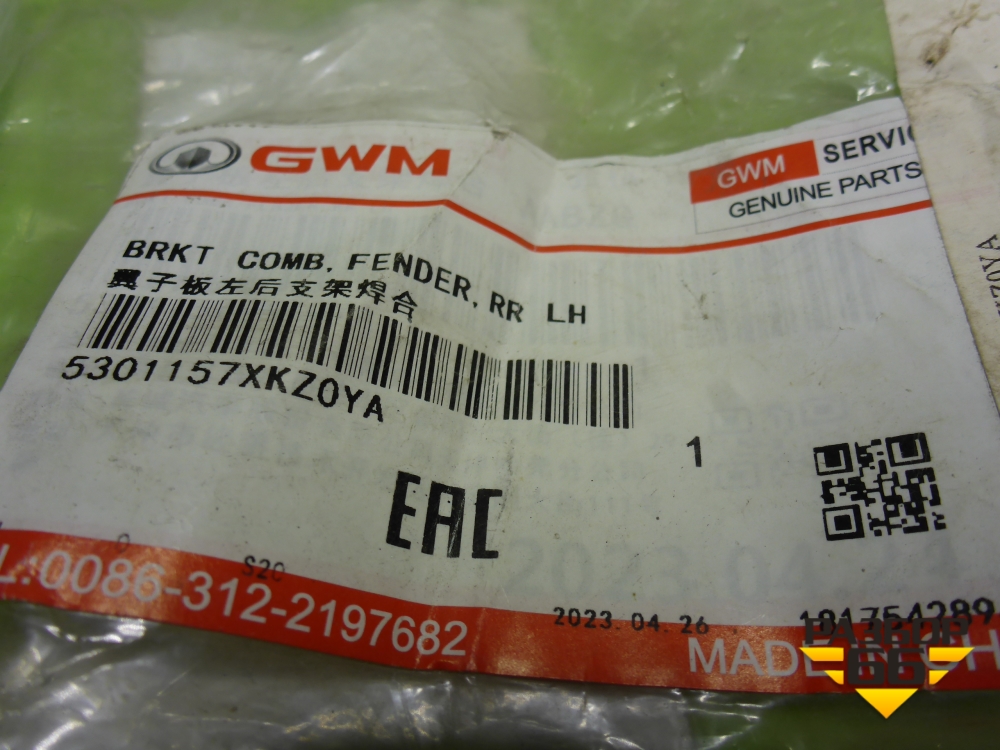 GWM
GWM SERVIC
GENUINE PARTS
BRKT COMB, FENDER, RR LH
翼子板左后支架焊合
5301157XKZ0YA
1
EAC
S20
L:0086-312-2197682
2023.04.26
MADE